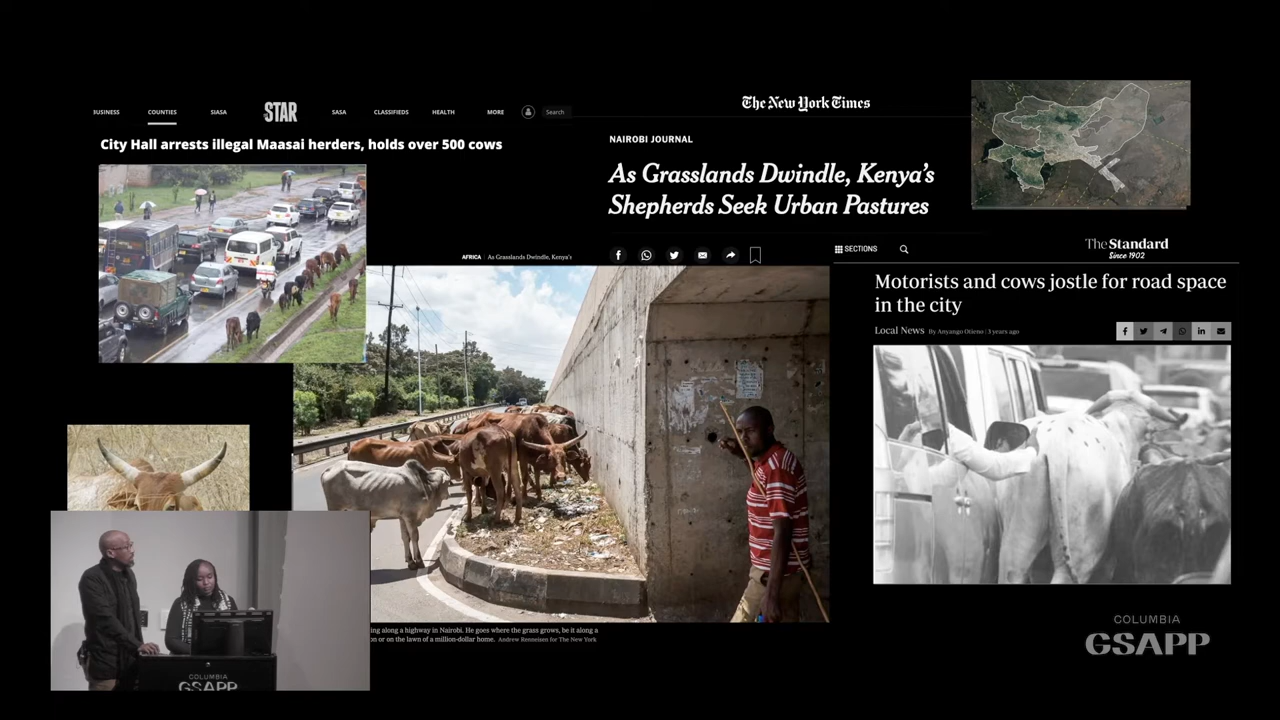 BUSINESS COUNTIES SIASA STAR SASA CLASSIFIEDS HEALTH MORE Search
City Hall arrests illegal Maasai herders, holds over 500 cows
The New York Times
NAIROBI JOURNAL
As Grasslands Dwindle, Kenya's
Shepherds Seek Urban Pastures
AFRICA | As Grasslands Dwindle, Kenya's
ing along a highway in Nairobi. He goes where the grass grows, be it along a
or on the lawn of a million-dollar home. Andrew Renneisen for The New York
SECTIONS
The Standard
Since 1902
Motorists and cows jostle for road space
in the city
Local News By Anyango Otieno | 3 years ago
COLUMBIA
GSAPP
COLUMBIA
GSAPP